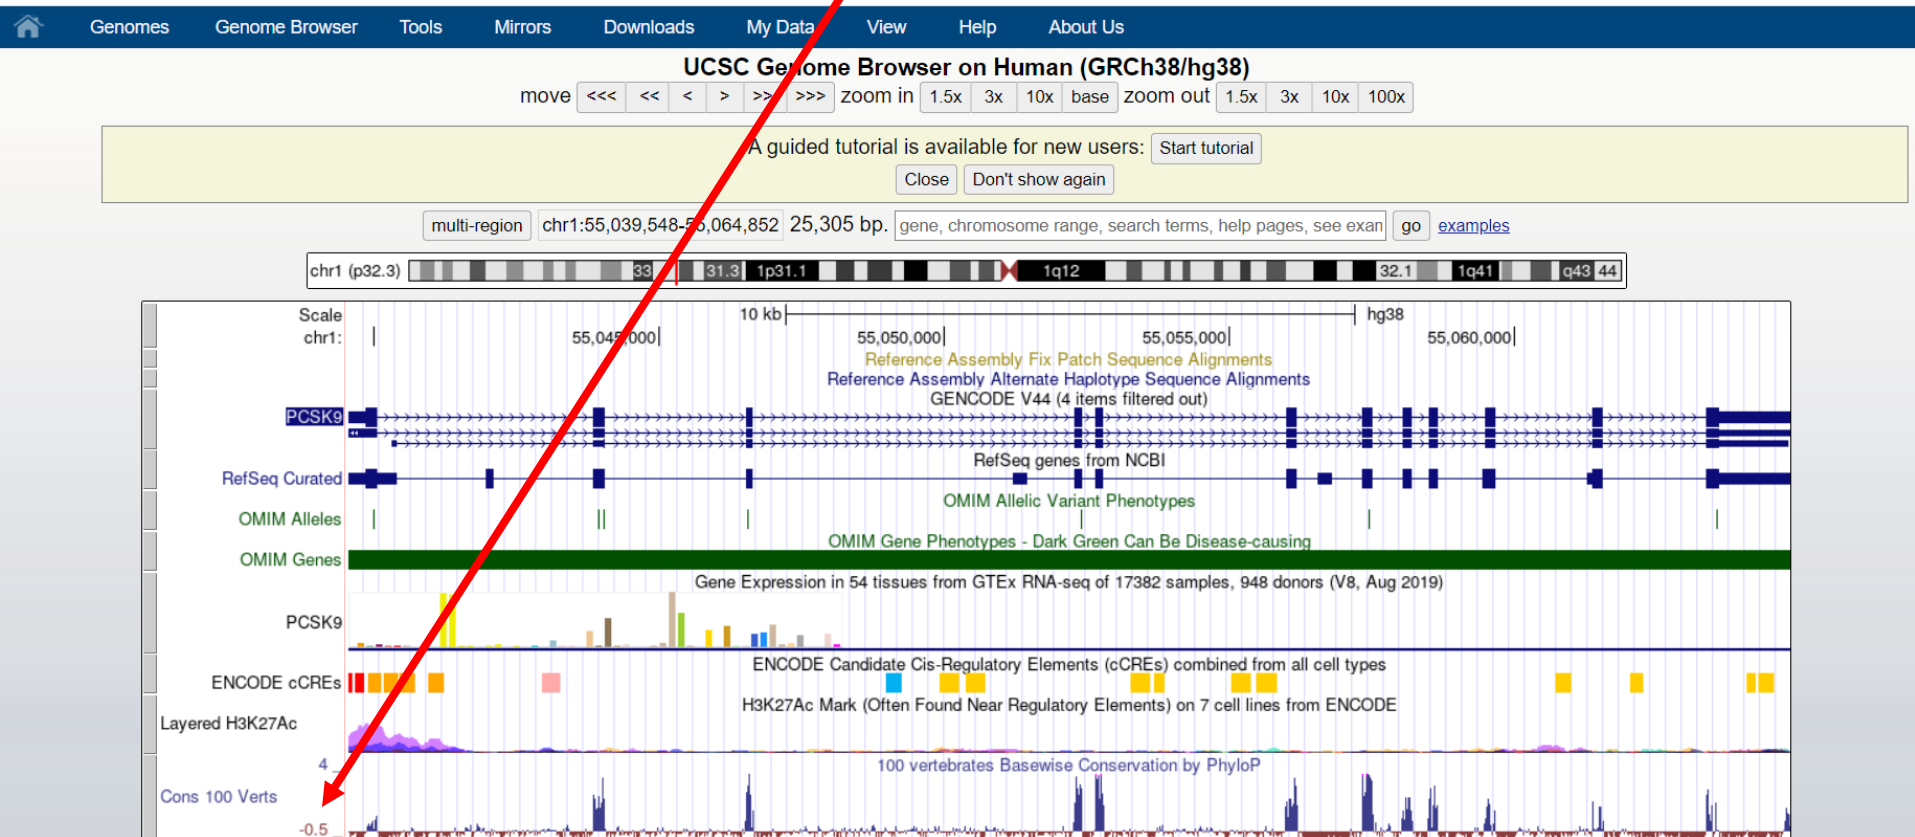 Genomes Genome Browser Tools Mirrors Downloads My Data View Help About Us
UCSC Genome Browser on Human (GRCh38/hg38)
move <<< << < > >> >>> zoom in 1.5x 3x 10x base zoom out 1.5x 3x 10x 100x
A guided tutorial is available for new users: Start tutorial
Close Don't show again
multi-region chr1:55,039,548-55,064,852 25,305 bp. gene, chromosome range, search terms, help pages, see exan go examples
chr1 (p32.3) 33 31.3 1p31.1 1q12 32.1 1q41 q43 44
Scale 10 kb hg38
chr1: 55,045,000 55,050,000 55,055,000 55,060,000
Reference Assembly Fix Patch Sequence Alignments
Reference Assembly Alternate Haplotype Sequence Alignments
GENCODE V44 (4 items filtered out)
PCSK9
RefSeq genes from NCBI
RefSeq Curated
OMIM Allelic Variant Phenotypes
OMIM Alleles
OMIM Gene Phenotypes - Dark Green Can Be Disease-causing
OMIM Genes
Gene Expression in 54 tissues from GTEx RNA-seq of 17382 samples, 948 donors (V8, Aug 2019)
PCSK9
ENCODE Candidate Cis-Regulatory Elements (cCREs) combined from all cell types
ENCODE cCREs
H3K27Ac Mark (Often Found Near Regulatory Elements) on 7 cell lines from ENCODE
Layered H3K27Ac
4 100 vertebrates Basewise Conservation by PhyloP
Cons 100 Verts
-0.5